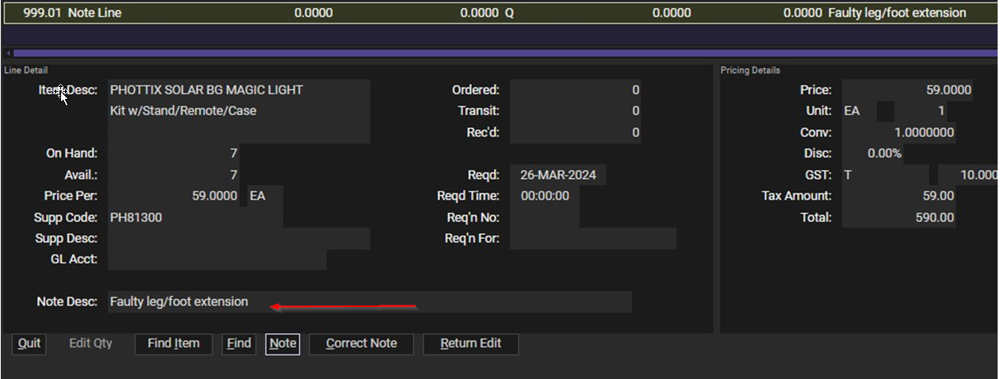 999.01 Note Line 0.0000 0.0000 Q 0.0000 0.0000 Faulty leg/foot extension
Line Detail
Item Desc: PHOTTIX SOLAR BG MAGIC LIGHT
Kit w/Stand/Remote/Case
On Hand: 7
Avail.: 7
Price Per: 59.0000 EA
Supp Code: PH81300
Supp Desc:
GL Acct:
Note Desc: Faulty leg/foot extension
Ordered: 0
Transit: 0
Rec'd: 0
Reqd: 26-MAR-2024
Reqd Time: 00:00:00
Req'n No:
Req'n For:
Pricing Details
Price: 59.0000
Unit: EA 1
Conv: 1.0000000
Disc: 0.00%
GST: T 10.000
Tax Amount: 59.00
Total: 590.00
Quit Edit Qty Find Item Find Note Correct Note Return Edit